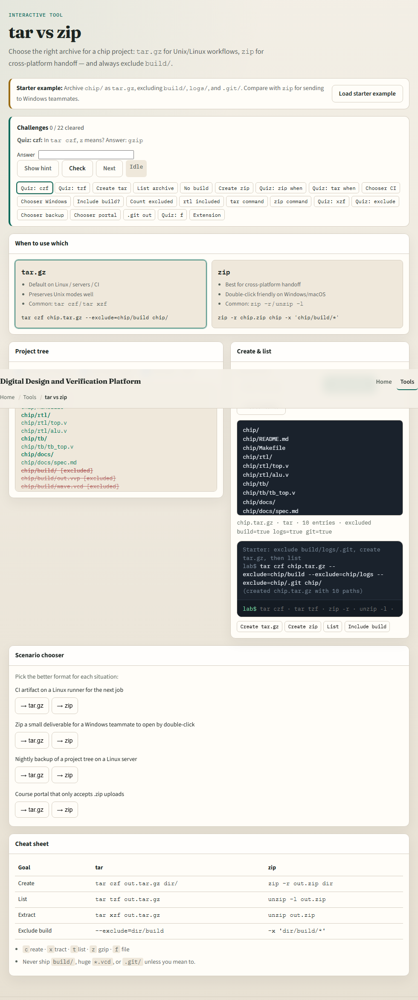 INTERACTIVE TOOL
tar vs zip
Choose the right archive for a chip project: tar.gz for Unix/Linux workflows, zip for
cross-platform handoff — and always exclude build/.
Starter example: Archive chip/ as tar.gz, excluding build/, logs/, and .git/. Compare with zip for sending
to Windows teammates.
Load starter example
Challenges 0 / 22 cleared
Quiz: czf: In tar czf, z means? Answer: gzip
Answer
Show hint
Check
Next
Idle
Quiz: czf
Quiz: tzf
Create tar
List archive
No build
Create zip
Quiz: zip when
Quiz: tar when
Chooser CI
Chooser Windows
Include build?
Count excluded
rtl included
tar command
zip command
Quiz: xzf
Quiz: exclude
Chooser backup
Chooser portal
.git out
Quiz: f
Extension
When to use which
tar.gz
Default on Linux / servers / CI
Preserves Unix modes well
Common: tar czf / tar xzf
tar czf chip.tar.gz --exclude=chip/build chip/
zip
Best for cross-platform handoff
Double-click friendly on Windows/macOS
Common: zip -r / unzip -l
zip -r chip.zip chip -x 'chip/build/*'
Project tree
Create & list
Digital Design and Verification Platform
Home
Tools
Home / Tools / tar vs zip
chip/rtl/
chip/rtl/top.v
chip/rtl/alu.v
chip/tb/
chip/tb/tb_top.v
chip/docs/
chip/docs/spec.md
chip/build/ [excluded]
chip/build/out.vvp [excluded]
chip/build/wave.vcd [excluded]
chip/
chip/README.md
chip/Makefile
chip/rtl/
chip/rtl/top.v
chip/rtl/alu.v
chip/tb/
chip/tb/tb_top.v
chip/docs/
chip/docs/spec.md
chip.tar.gz · tar · 10 entries · excluded
build=true logs=true git=true
Starter: exclude build/logs/.git, create
tar.gz, then list
lab$ tar czf chip.tar.gz --
exclude=chip/build --exclude=chip/logs --
exclude=chip/.git chip/
(created chip.tar.gz with 10 paths)
lab$ tar czf · tar tzf · zip -r · unzip -l ·
Create tar.gz
Create zip
List
Include build
Scenario chooser
Pick the better format for each situation:
CI artifact on a Linux runner for the next job
→ tar.gz
→ zip
Zip a small deliverable for a Windows teammate to open by double-click
→ tar.gz
→ zip
Nightly backup of a project tree on a Linux server
→ tar.gz
→ zip
Course portal that only accepts .zip uploads
→ tar.gz
→ zip
Cheat sheet
Goal tar zip
Create tar czf out.tar.gz dir/ zip -r out.zip dir
List tar tzf out.tar.gz unzip -l out.zip
Extract tar xzf out.tar.gz unzip out.zip
Exclude build --exclude=dir/build -x 'dir/build/*'
c reate · x tract · t list · z gzip · f file
Never ship build/, huge *.vcd, or .git/ unless you mean to.